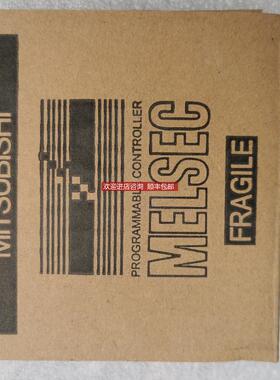 MITSUBISHI
PROGRAMMABLE CONTROLLER
MELSEC
FRAGILE
欢迎进店咨询 顺丰包邮